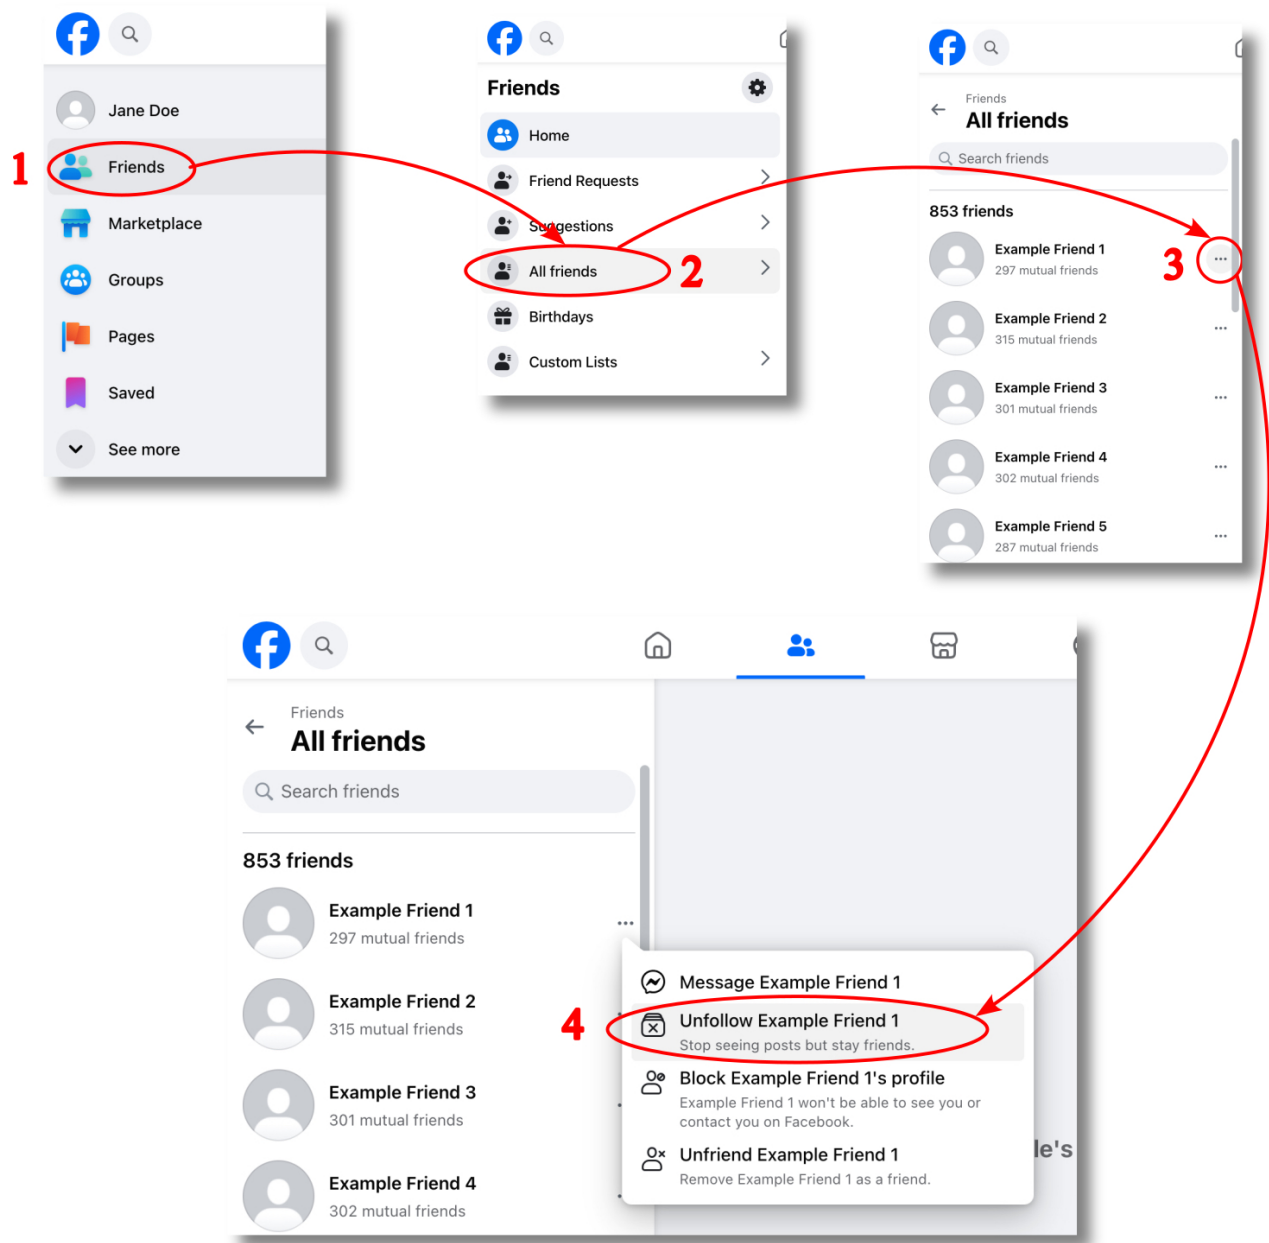 Jane Doe
1
Friends
Marketplace
Groups
Pages
Saved
See more
Friends
Home
Friend Requests
Suggestions
All friends
2
Birthdays
Custom Lists
Friends
All friends
Search friends
853 friends
Example Friend 1
297 mutual friends
3
Example Friend 2
315 mutual friends
Example Friend 3
301 mutual friends
Example Friend 4
302 mutual friends
Example Friend 5
287 mutual friends
Friends
All friends
Search friends
853 friends
Example Friend 1
297 mutual friends
Example Friend 2
315 mutual friends
Example Friend 3
301 mutual friends
Example Friend 4
302 mutual friends
4
Message Example Friend 1
Unfollow Example Friend 1
Stop seeing posts but stay friends.
Block Example Friend 1's profile
Example Friend 1 won't be able to see you or
contact you on Facebook.
Unfriend Example Friend 1
Remove Example Friend 1 as a friend.
le's